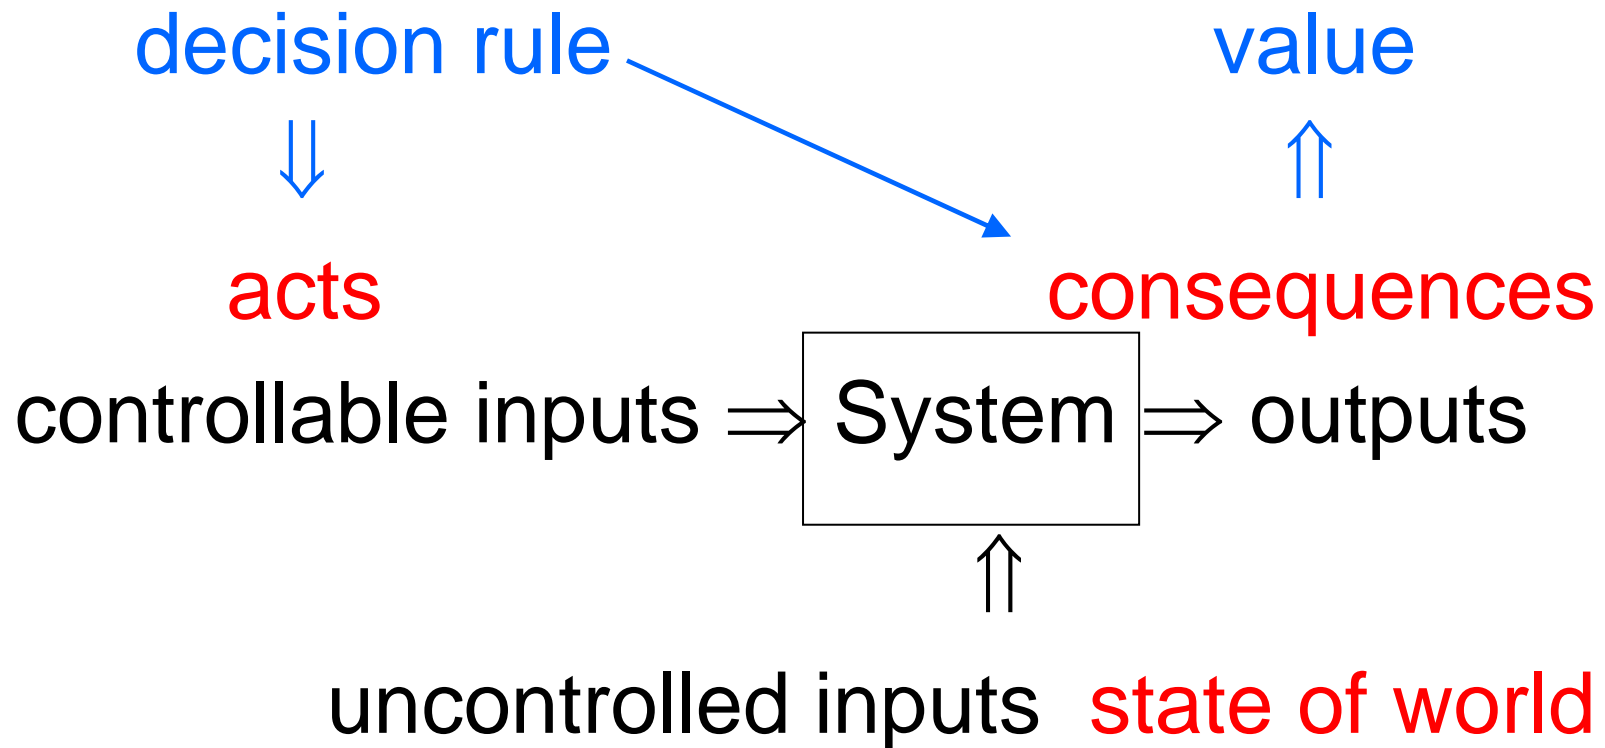 decision rule value
⇓ ⇑
acts consequences
controllable inputs ⇒ System ⇒ outputs
⇑
uncontrolled inputs state of world